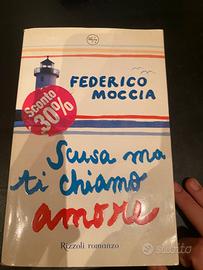 FEDERICO
MOCCIA
Sconto
30%
Scusa ma
ti chiamo
amore
Rizzoli romanzo
subito